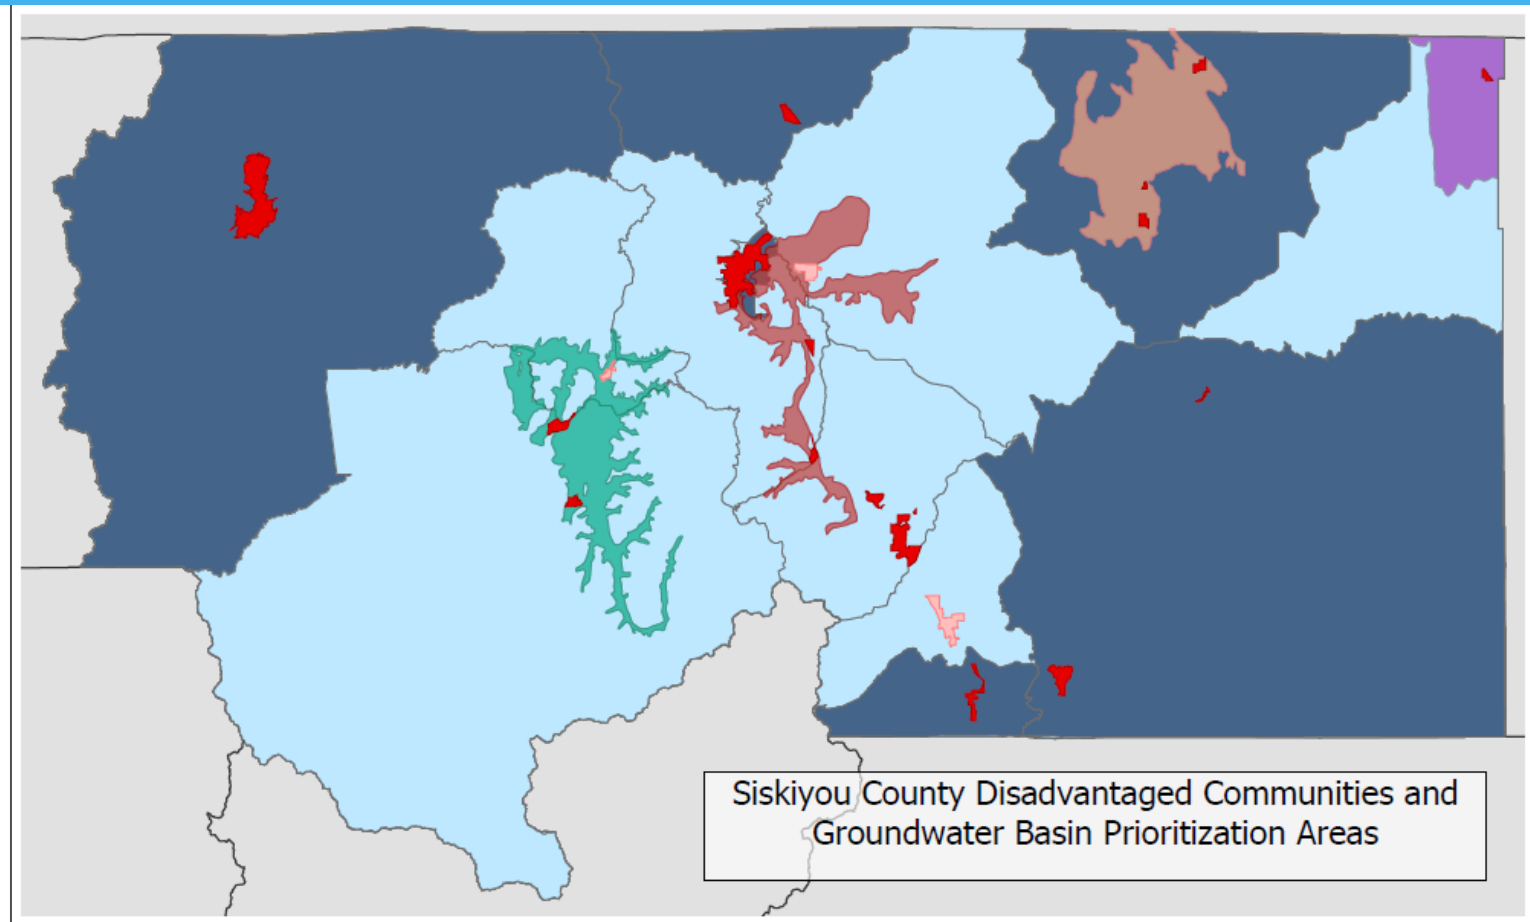 Siskiyou County Disadvantaged Communities and
Groundwater Basin Prioritization Areas